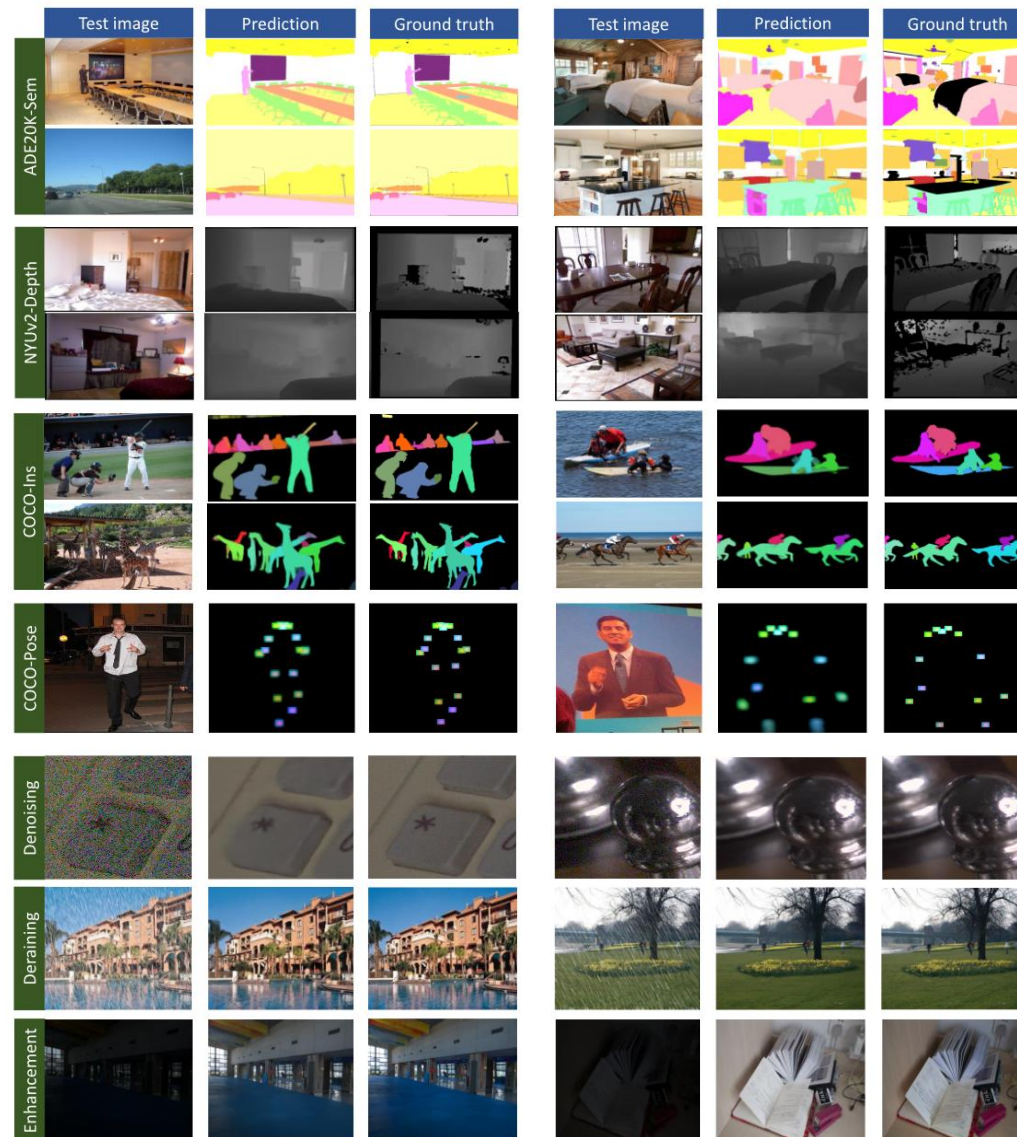 Test image Prediction Ground truth Test image Prediction Ground truth
ADE20K-Sem
NYUv2-Depth
COCO-Ins
COCO-Pose
Denoising
Deraining
Enhancement